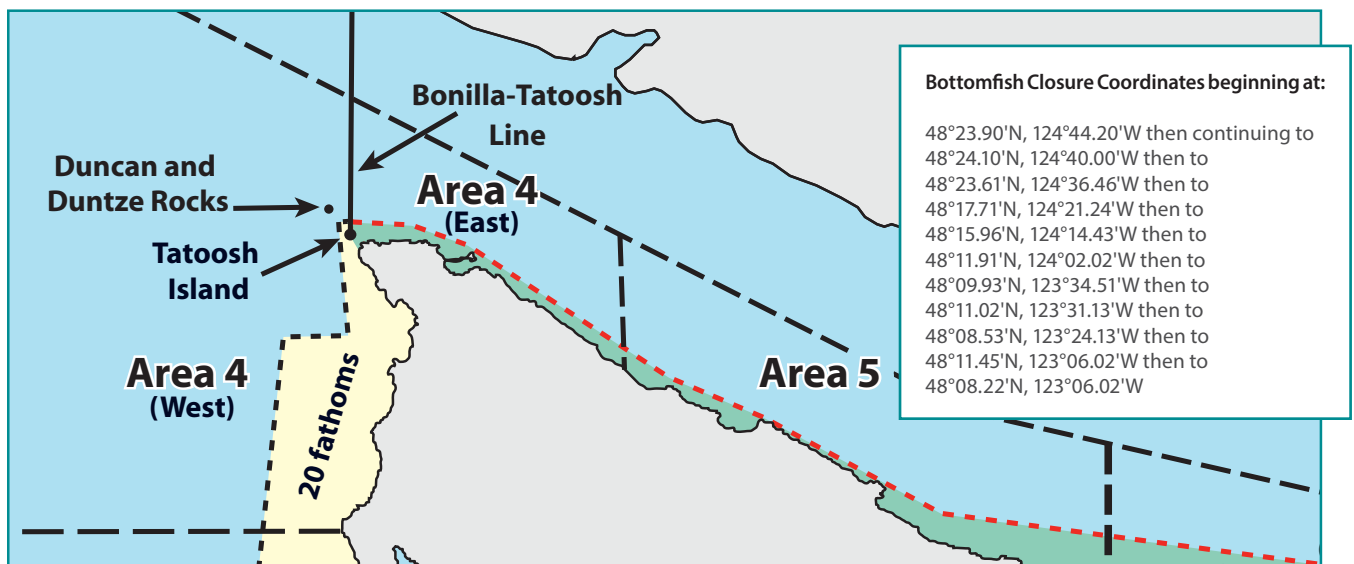 Bonilla-Tatoosh
Line
Duncan and
Duntze Rocks
Area 4
(East)
Tatoosh
Island
Area 4
(West)
20 fathoms
Area 5
Bottomfish Closure Coordinates beginning at:
48°23.90'N, 124°44.20'W then continuing to
48°24.10'N, 124°40.00'W then to
48°23.61'N, 124°36.46'W then to
48°17.71'N, 124°21.24'W then to
48°15.96'N, 124°14.43'W then to
48°11.91'N, 124°02.02'W then to
48°09.93'N, 123°34.51'W then to
48°11.02'N, 123°31.13'W then to
48°08.53'N, 123°24.13'W then to
48°11.45'N, 123°06.02'W then to
48°08.22'N, 123°06.02'W